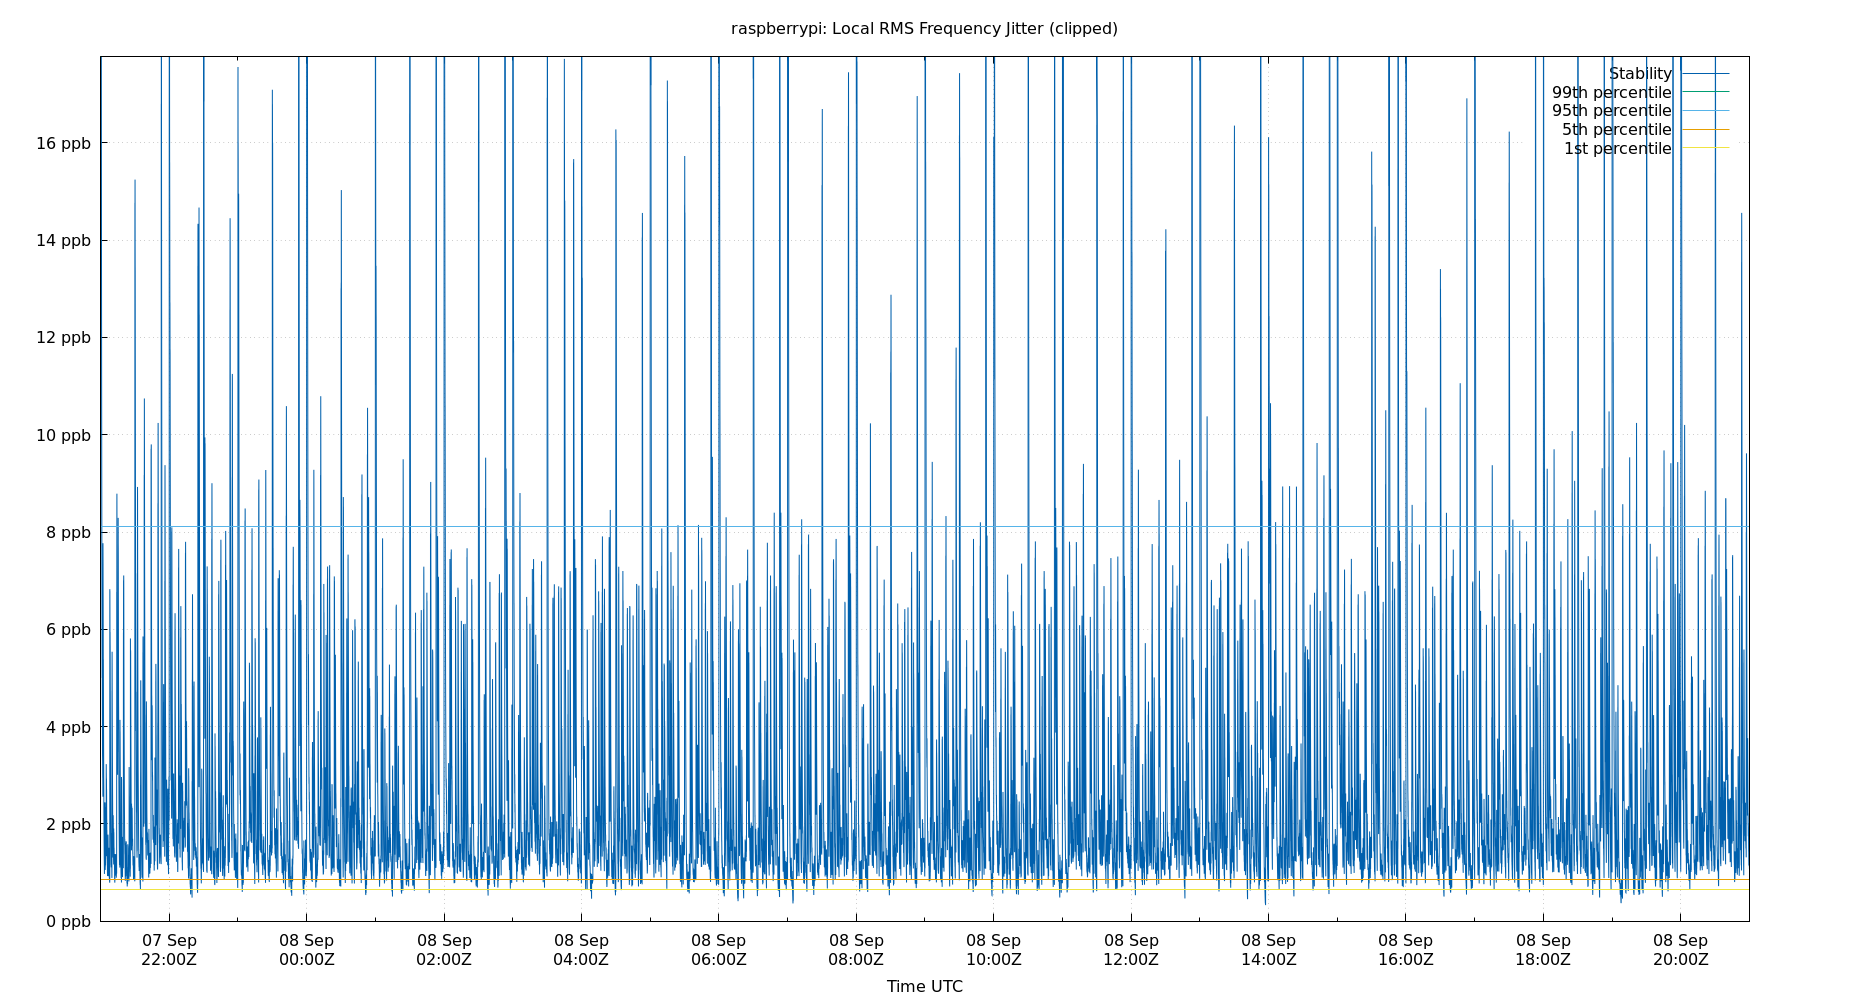 raspberrypi: Local RMS Frequency Jitter (clipped)
Stability
99th percentile
95th percentile
5th percentile
1st percentile
16 ppb
14 ppb
12 ppb
10 ppb
8 ppb
6 ppb
4 ppb
2 ppb
0 ppb
07 Sep
22:00Z
08 Sep
00:00Z
08 Sep
02:00Z
08 Sep
04:00Z
08 Sep
06:00Z
08 Sep
08:00Z
08 Sep
10:00Z
08 Sep
12:00Z
08 Sep
14:00Z
08 Sep
16:00Z
08 Sep
18:00Z
08 Sep
20:00Z
Time UTC